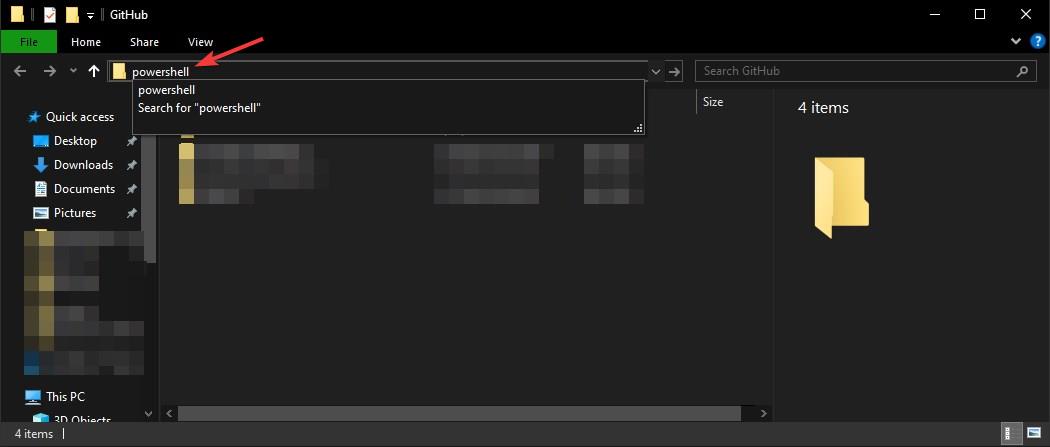 GitHub
File Home Share View
powershell
Search GitHub
powershell
Search for "powershell"
Size
4 items
Quick access
Desktop
Downloads
Documents
Pictures
This PC
3D Objects
4 items